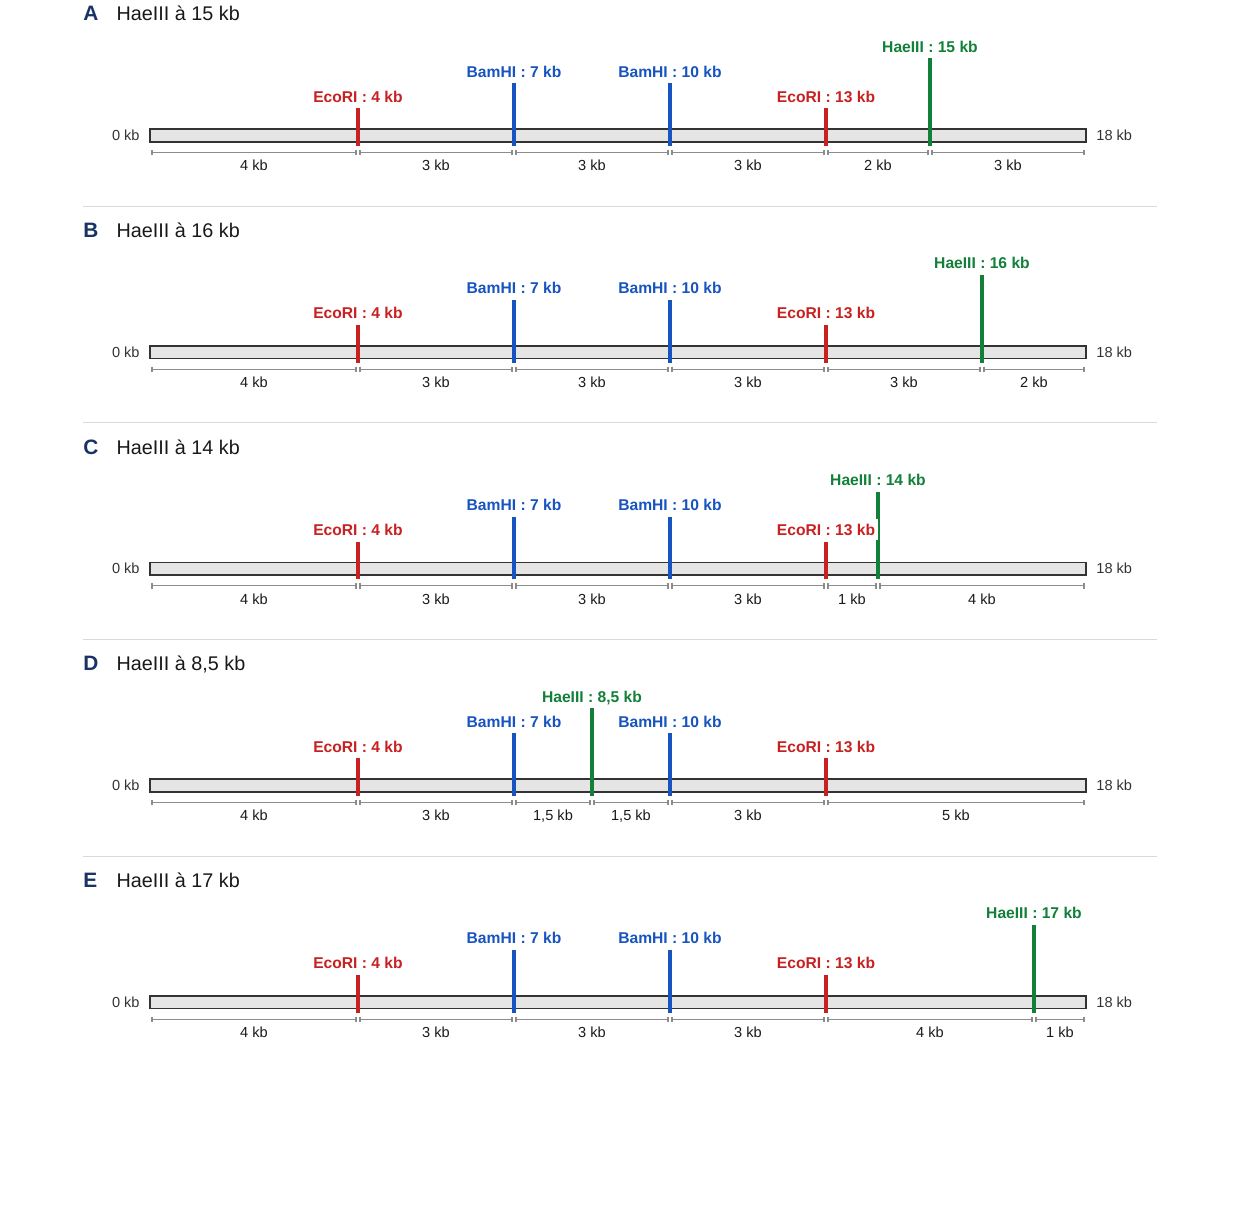 A HaeIII à 15 kb
HaeIII : 15 kb
BamHI : 7 kb BamHI : 10 kb
EcoRI : 4 kb EcoRI : 13 kb
0 kb 18 kb
4 kb 3 kb 3 kb 3 kb 2 kb 3 kb
B HaeIII à 16 kb
HaeIII : 16 kb
BamHI : 7 kb BamHI : 10 kb
EcoRI : 4 kb EcoRI : 13 kb
0 kb 18 kb
4 kb 3 kb 3 kb 3 kb 3 kb 2 kb
C HaeIII à 14 kb
HaeIII : 14 kb
BamHI : 7 kb BamHI : 10 kb
EcoRI : 4 kb EcoRI : 13 kb
0 kb 18 kb
4 kb 3 kb 3 kb 3 kb 1 kb 4 kb
D HaeIII à 8,5 kb
HaeIII : 8,5 kb
BamHI : 7 kb BamHI : 10 kb
EcoRI : 4 kb EcoRI : 13 kb
0 kb 18 kb
4 kb 3 kb 1,5 kb 1,5 kb 3 kb 5 kb
E HaeIII à 17 kb
HaeIII : 17 kb
BamHI : 7 kb BamHI : 10 kb
EcoRI : 4 kb EcoRI : 13 kb
0 kb 18 kb
4 kb 3 kb 3 kb 3 kb 4 kb 1 kb